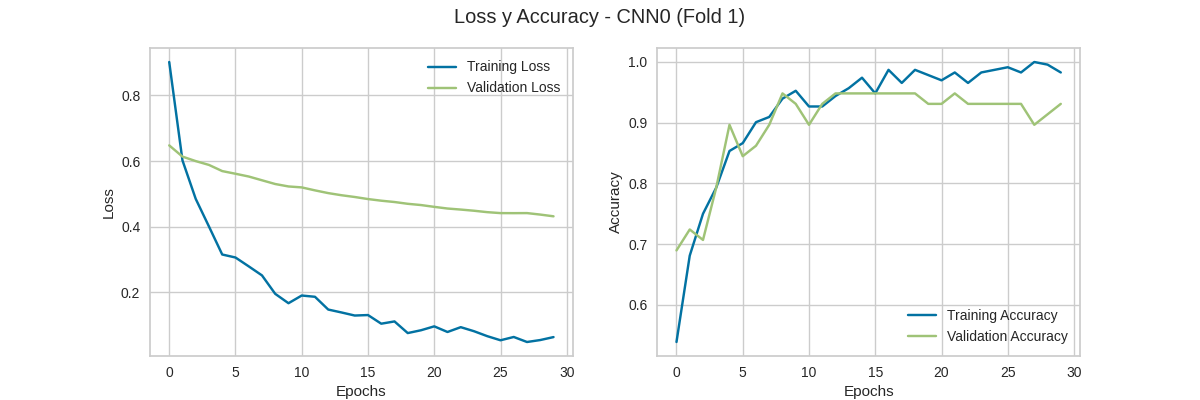 Loss y Accuracy - CNN0 (Fold 1)
Training Loss
Validation Loss
0.8
0.6
0.4
0.2
Loss
0 5 10 15 20 25 30
Epochs
1.0
0.9
0.8
0.7
0.6
Accuracy
Training Accuracy
Validation Accuracy
0 5 10 15 20 25 30
Epochs